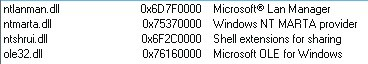 ntlanman.dll 0x6D7F0000 Microsoft® Lan Manager
ntmarta.dll 0x75370000 Windows NT MARTA provider
ntshrui.dll 0x6F2C0000 Shell extensions for sharing
ole32.dll 0x76160000 Microsoft OLE for Windows